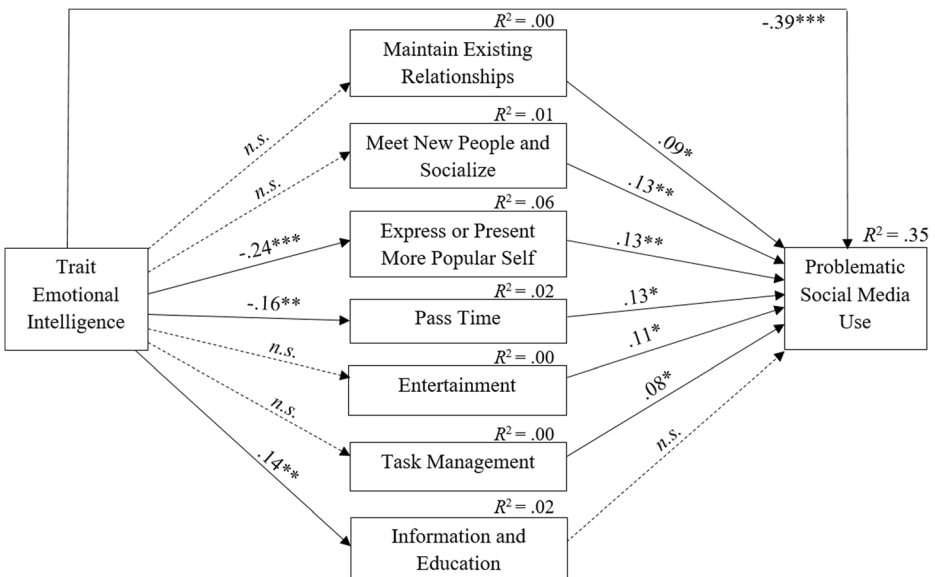 R² = .00
-.39***
Maintain Existing
Relationships
n.s.
.09*
R² = .01
Meet New People and
Socialize
n.s.
.13**
R² = .06
Express or Present
More Popular Self
-.24***
.13**
R² = .35
Trait
Emotional
Intelligence
Problematic
Social Media
Use
R² = .02
Pass Time
-.16**
.13*
R² = .00
Entertainment
n.s.
.11*
R² = .00
Task Management
n.s.
.08*
R² = .02
Information and
Education
.14**
n.s.